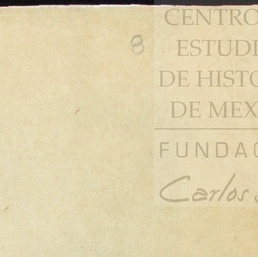 8
CENTRO
ESTUDI
DE HISTO
DE MEX
FUNDAC
Carlos